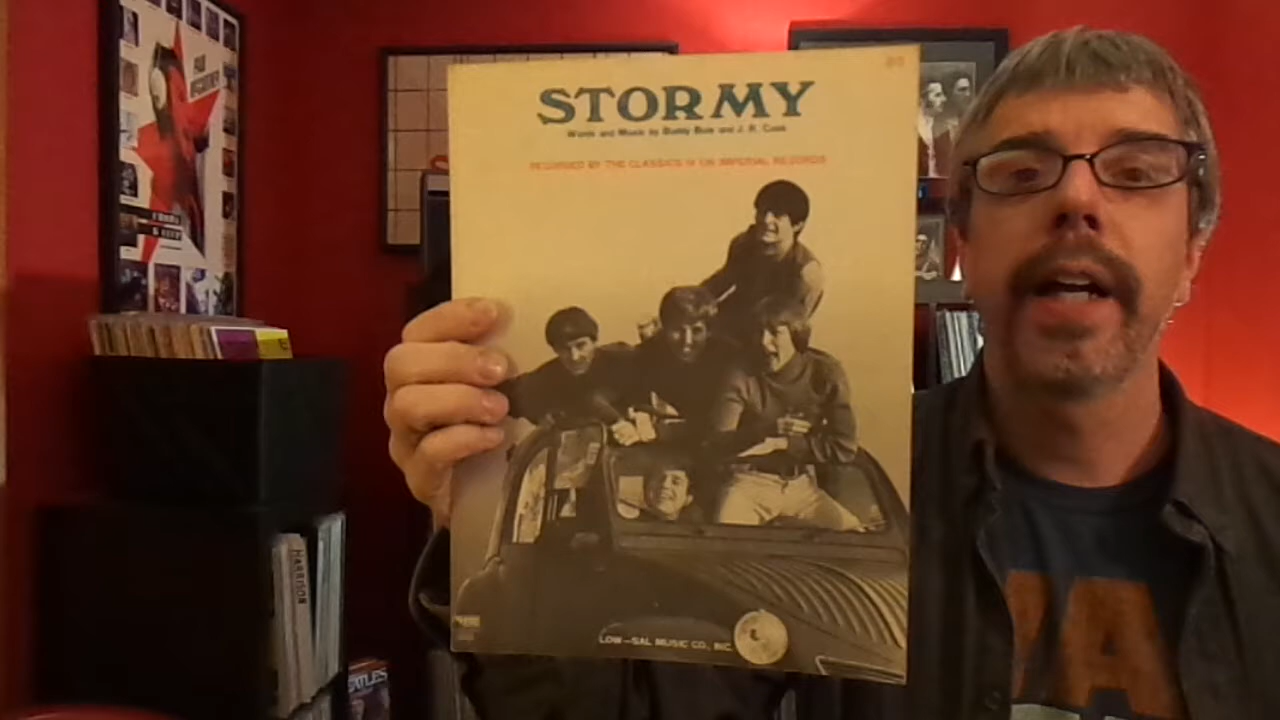 STORMY
Words and Music by Buddy Buie and J. R. Cobb
RECORDED BY THE CLASSICS IV ON IMPERIAL RECORDS
LOW-SAL MUSIC CO., INC.
HARRISON